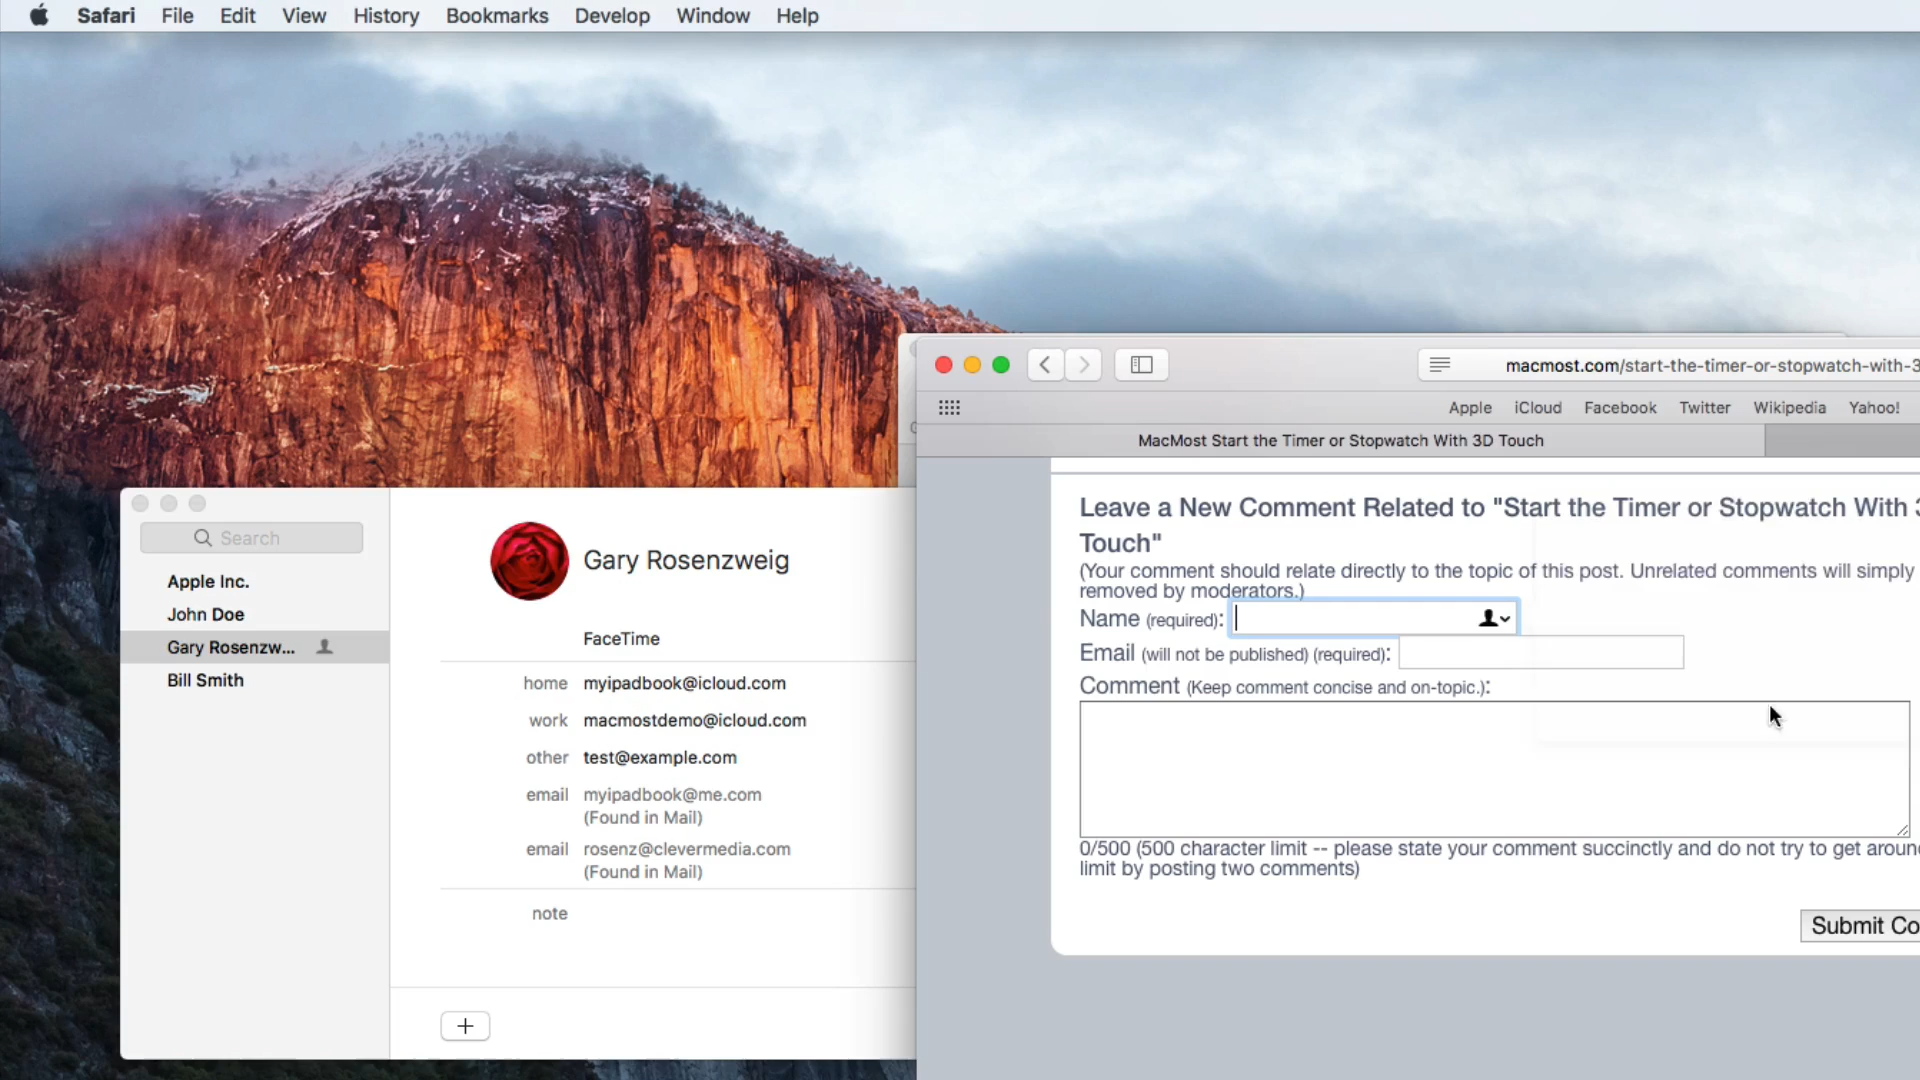 Safari File Edit View History Bookmarks Develop Window Help
macmost.com/start-the-timer-or-stopwatch-with-3
Apple iCloud Facebook Twitter Wikipedia Yahoo!
MacMost Start the Timer or Stopwatch With 3D Touch
Search
Apple Inc.
John Doe
Gary Rosenzw...
Bill Smith
Gary Rosenzweig
FaceTime
home myipadbook@icloud.com
work macmostdemo@icloud.com
other test@example.com
email myipadbook@me.com
(Found in Mail)
email rosenz@clevermedia.com
(Found in Mail)
note
+
Leave a New Comment Related to "Start the Timer or Stopwatch With 3
Touch"
(Your comment should relate directly to the topic of this post. Unrelated comments will simply
removed by moderators.)
Name (required):
Email (will not be published) (required):
Comment (Keep comment concise and on-topic.):
0/500 (500 character limit -- please state your comment succinctly and do not try to get aroun
limit by posting two comments)
Submit Co